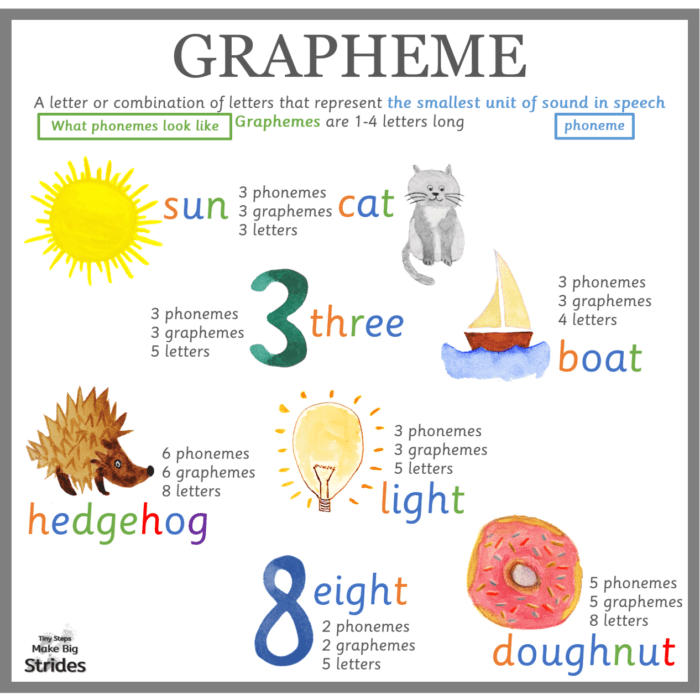 GRAPHEME
A letter or combination of letters that represent the smallest unit of sound in speech
What phonemes look like Graphemes are 1-4 letters long phoneme
sun
3 phonemes
3 graphemes
3 letters
cat
3 phonemes
3 graphemes
5 letters
3
three
3 phonemes
3 graphemes
4 letters
boat
6 phonemes
6 graphemes
8 letters
hedgehog
3 phonemes
3 graphemes
5 letters
light
8
eight
2 phonemes
2 graphemes
5 letters
5 phonemes
5 graphemes
8 letters
doughnut
Tiny Steps
Make Big
Strides